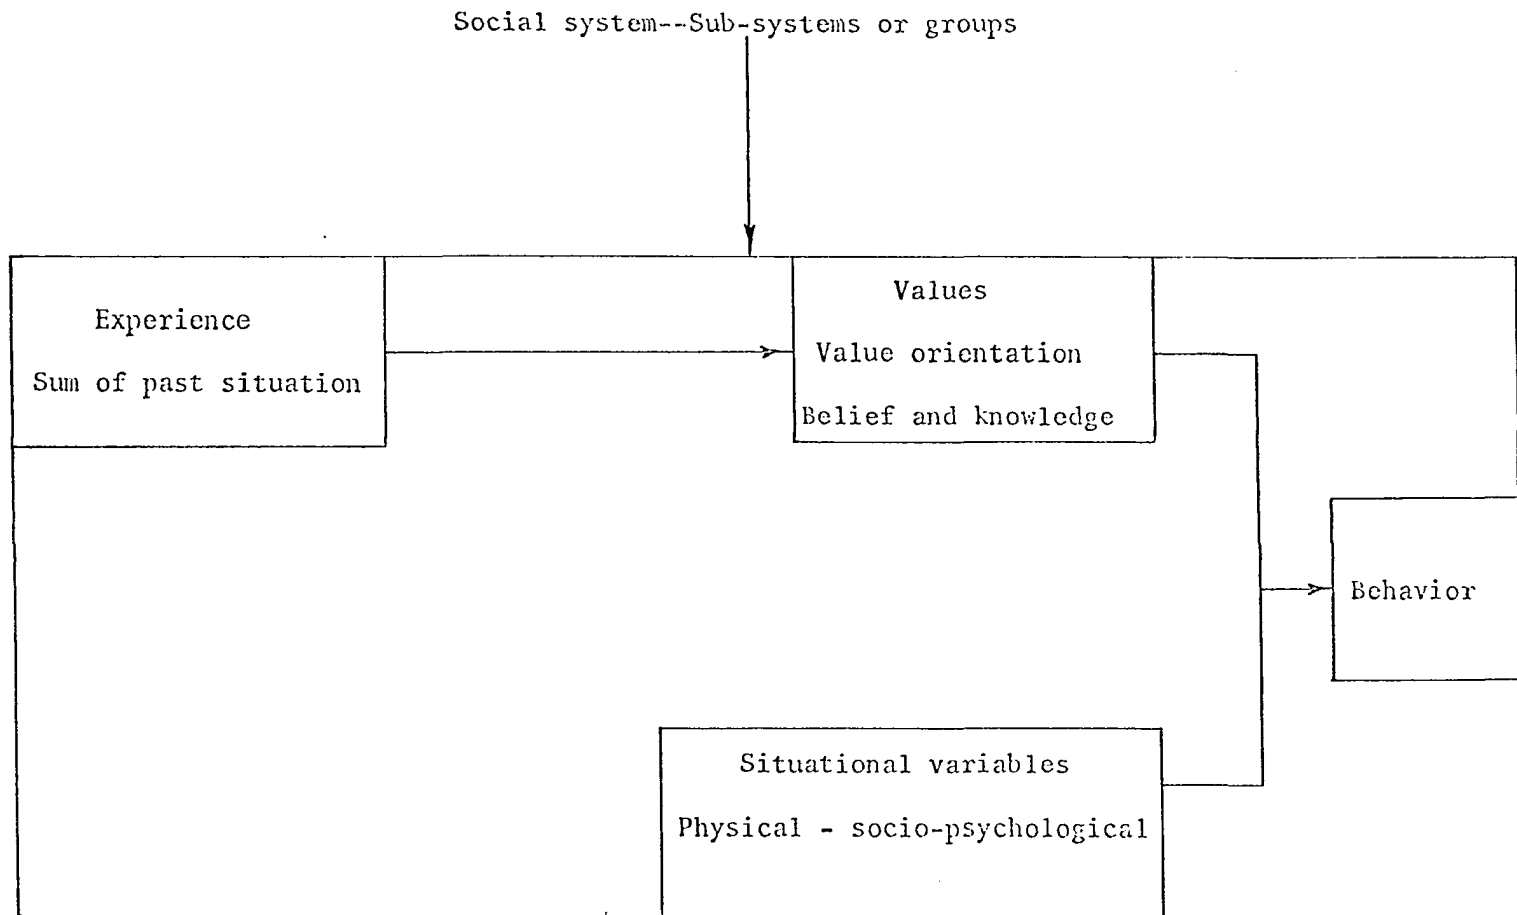 Social system--Sub-systems or groups
Experience
Sum of past situation
Values
Value orientation
Belief and knowledge
Behavior
Situational variables
Physical - socio-psychological